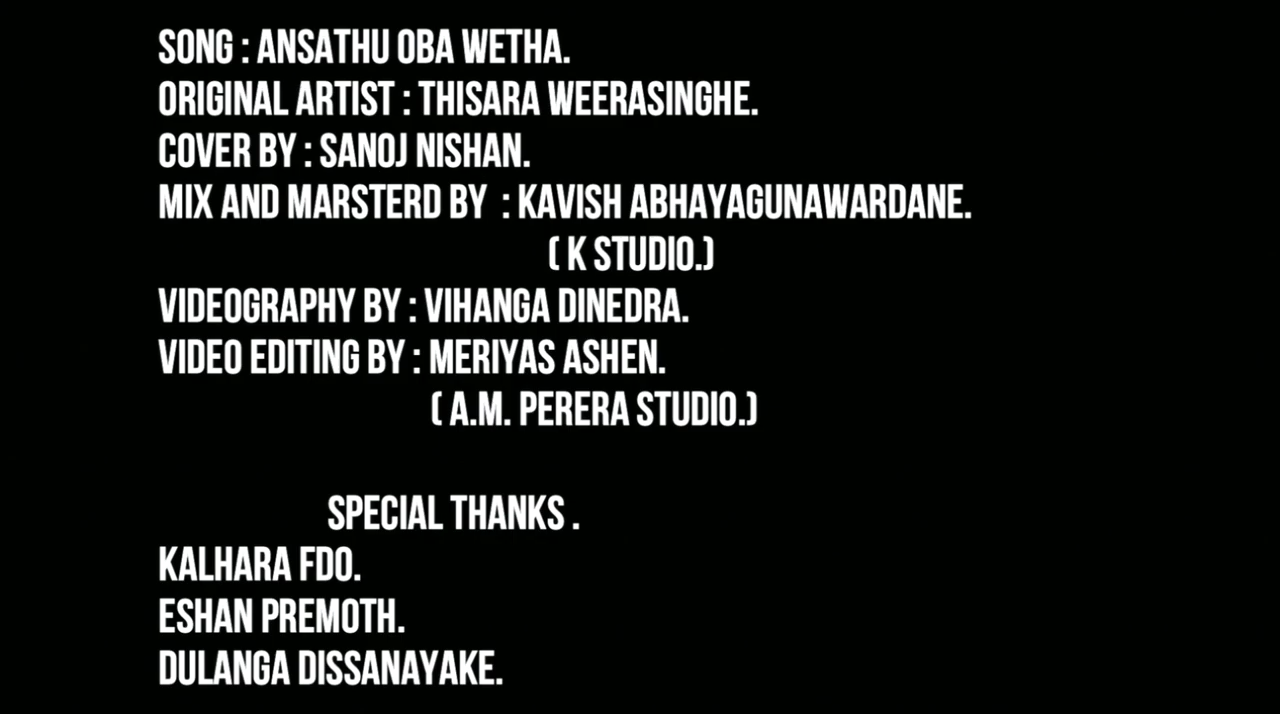 SONG : ANSATHU OBA WETHA.
ORIGINAL ARTIST : THISARA WEERASINGHE.
COVER BY : SANOJ NISHAN.
MIX AND MARSTERD BY : KAVISH ABHAYAGUNAWARDANE.
( K STUDIO.)
VIDEOGRAPHY BY : VIHANGA DINEDRA.
VIDEO EDITING BY : MERIYAS ASHEN.
( A.M. PERERA STUDIO.)
SPECIAL THANKS .
KALHARA FDO.
ESHAN PREMOTH.
DULANGA DISSANAYAKE.